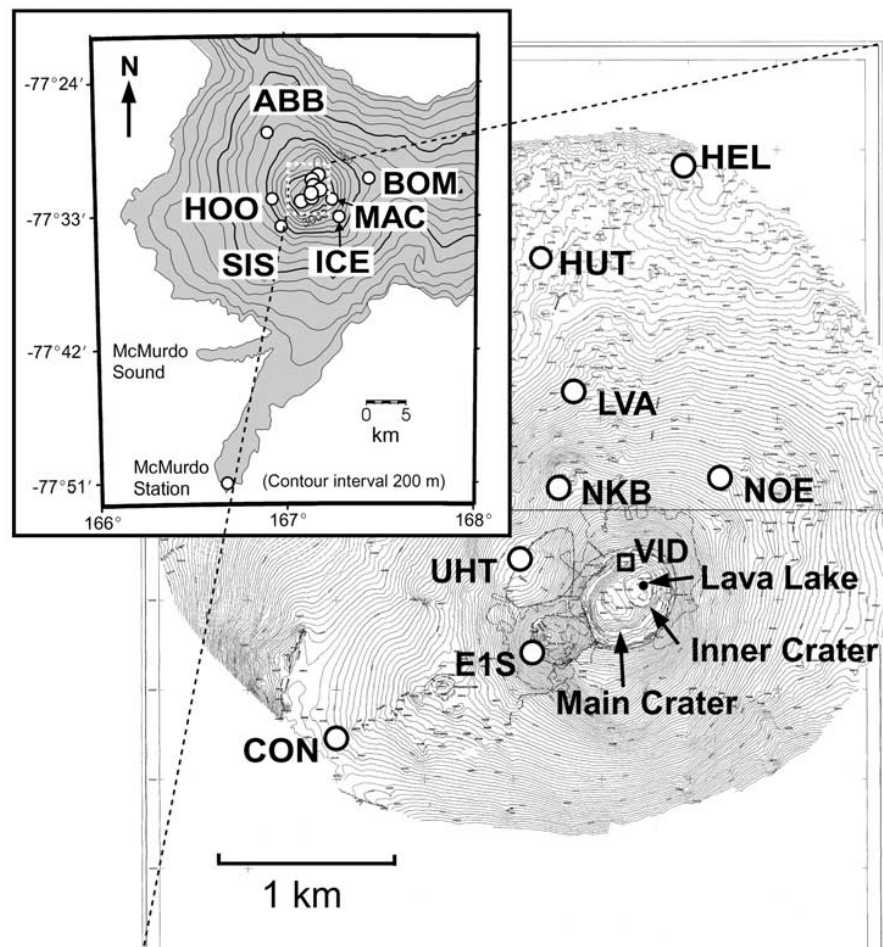 N
-77°24′
ABB
BOM
HOO
MAC
-77°33′
SIS
ICE
-77°42′
McMurdo
Sound
0 5
km
McMurdo
Station
(Contour interval 200 m)
-77°51′
166°
167°
168°
HEL
HUT
LVA
NKB
NOE
UHT
VID
Lava Lake
E1S
Inner Crater
Main Crater
CON
1 km